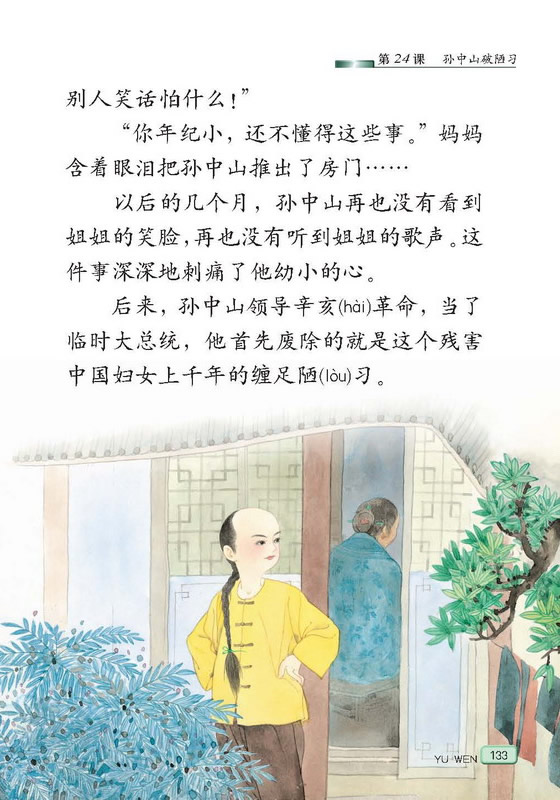 第24课 孙中山破陋习
别人笑话怕什么！”
“你年纪小，还不懂得这些事。”妈妈
含着眼泪把孙中山推出了房门……
以后的几个月，孙中山再也没有看到
姐姐的笑脸，再也没有听到姐姐的歌声。这
件事深深地刺痛了他幼小的心。
后来，孙中山领导辛亥(hài)革命，当了
临时大总统，他首先废除的就是这个残害
中国妇女上千年的缠足陋(lòu)习。
YU WEN 133